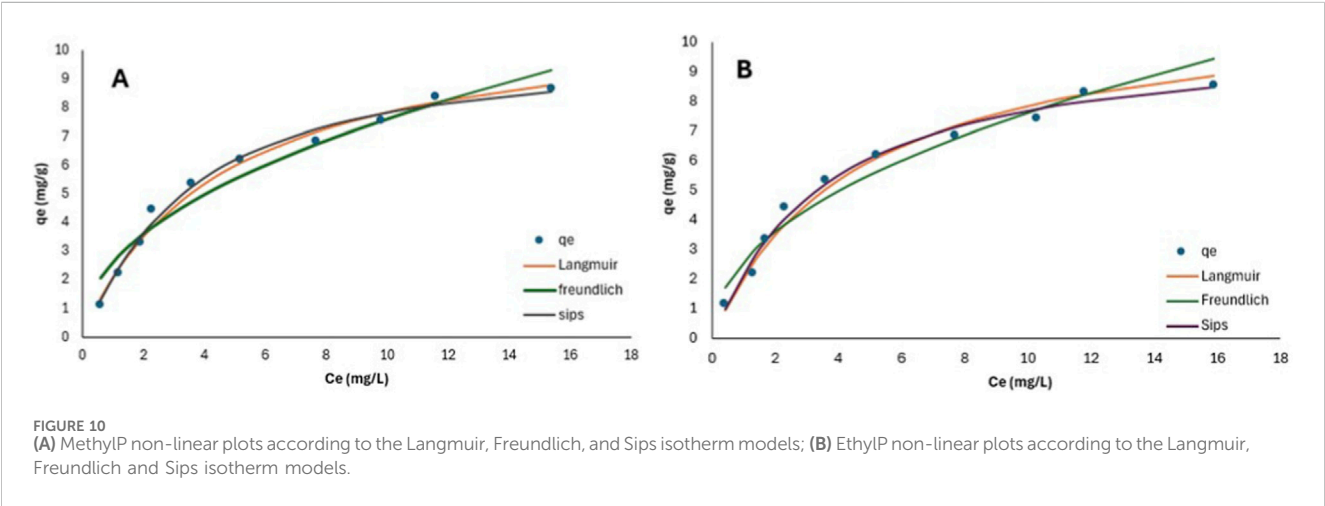 A
10
9
8
7
6
5
4
3
2
1
0
qe (mg/g)
0 2 4 6 8 10 12 14 16 18
Ce (mg/L)
qe
Langmuir
freundlich
sips
B
10
9
8
7
6
5
4
3
2
1
0
qe (mg/g)
0 2 4 6 8 10 12 14 16 18
Ce (mg/L)
qe
Langmuir
Freundlich
Sips
FIGURE 10
(A) MethylP non-linear plots according to the Langmuir, Freundlich, and Sips isotherm models; (B) EthylP non-linear plots according to the Langmuir,
Freundlich and Sips isotherm models.